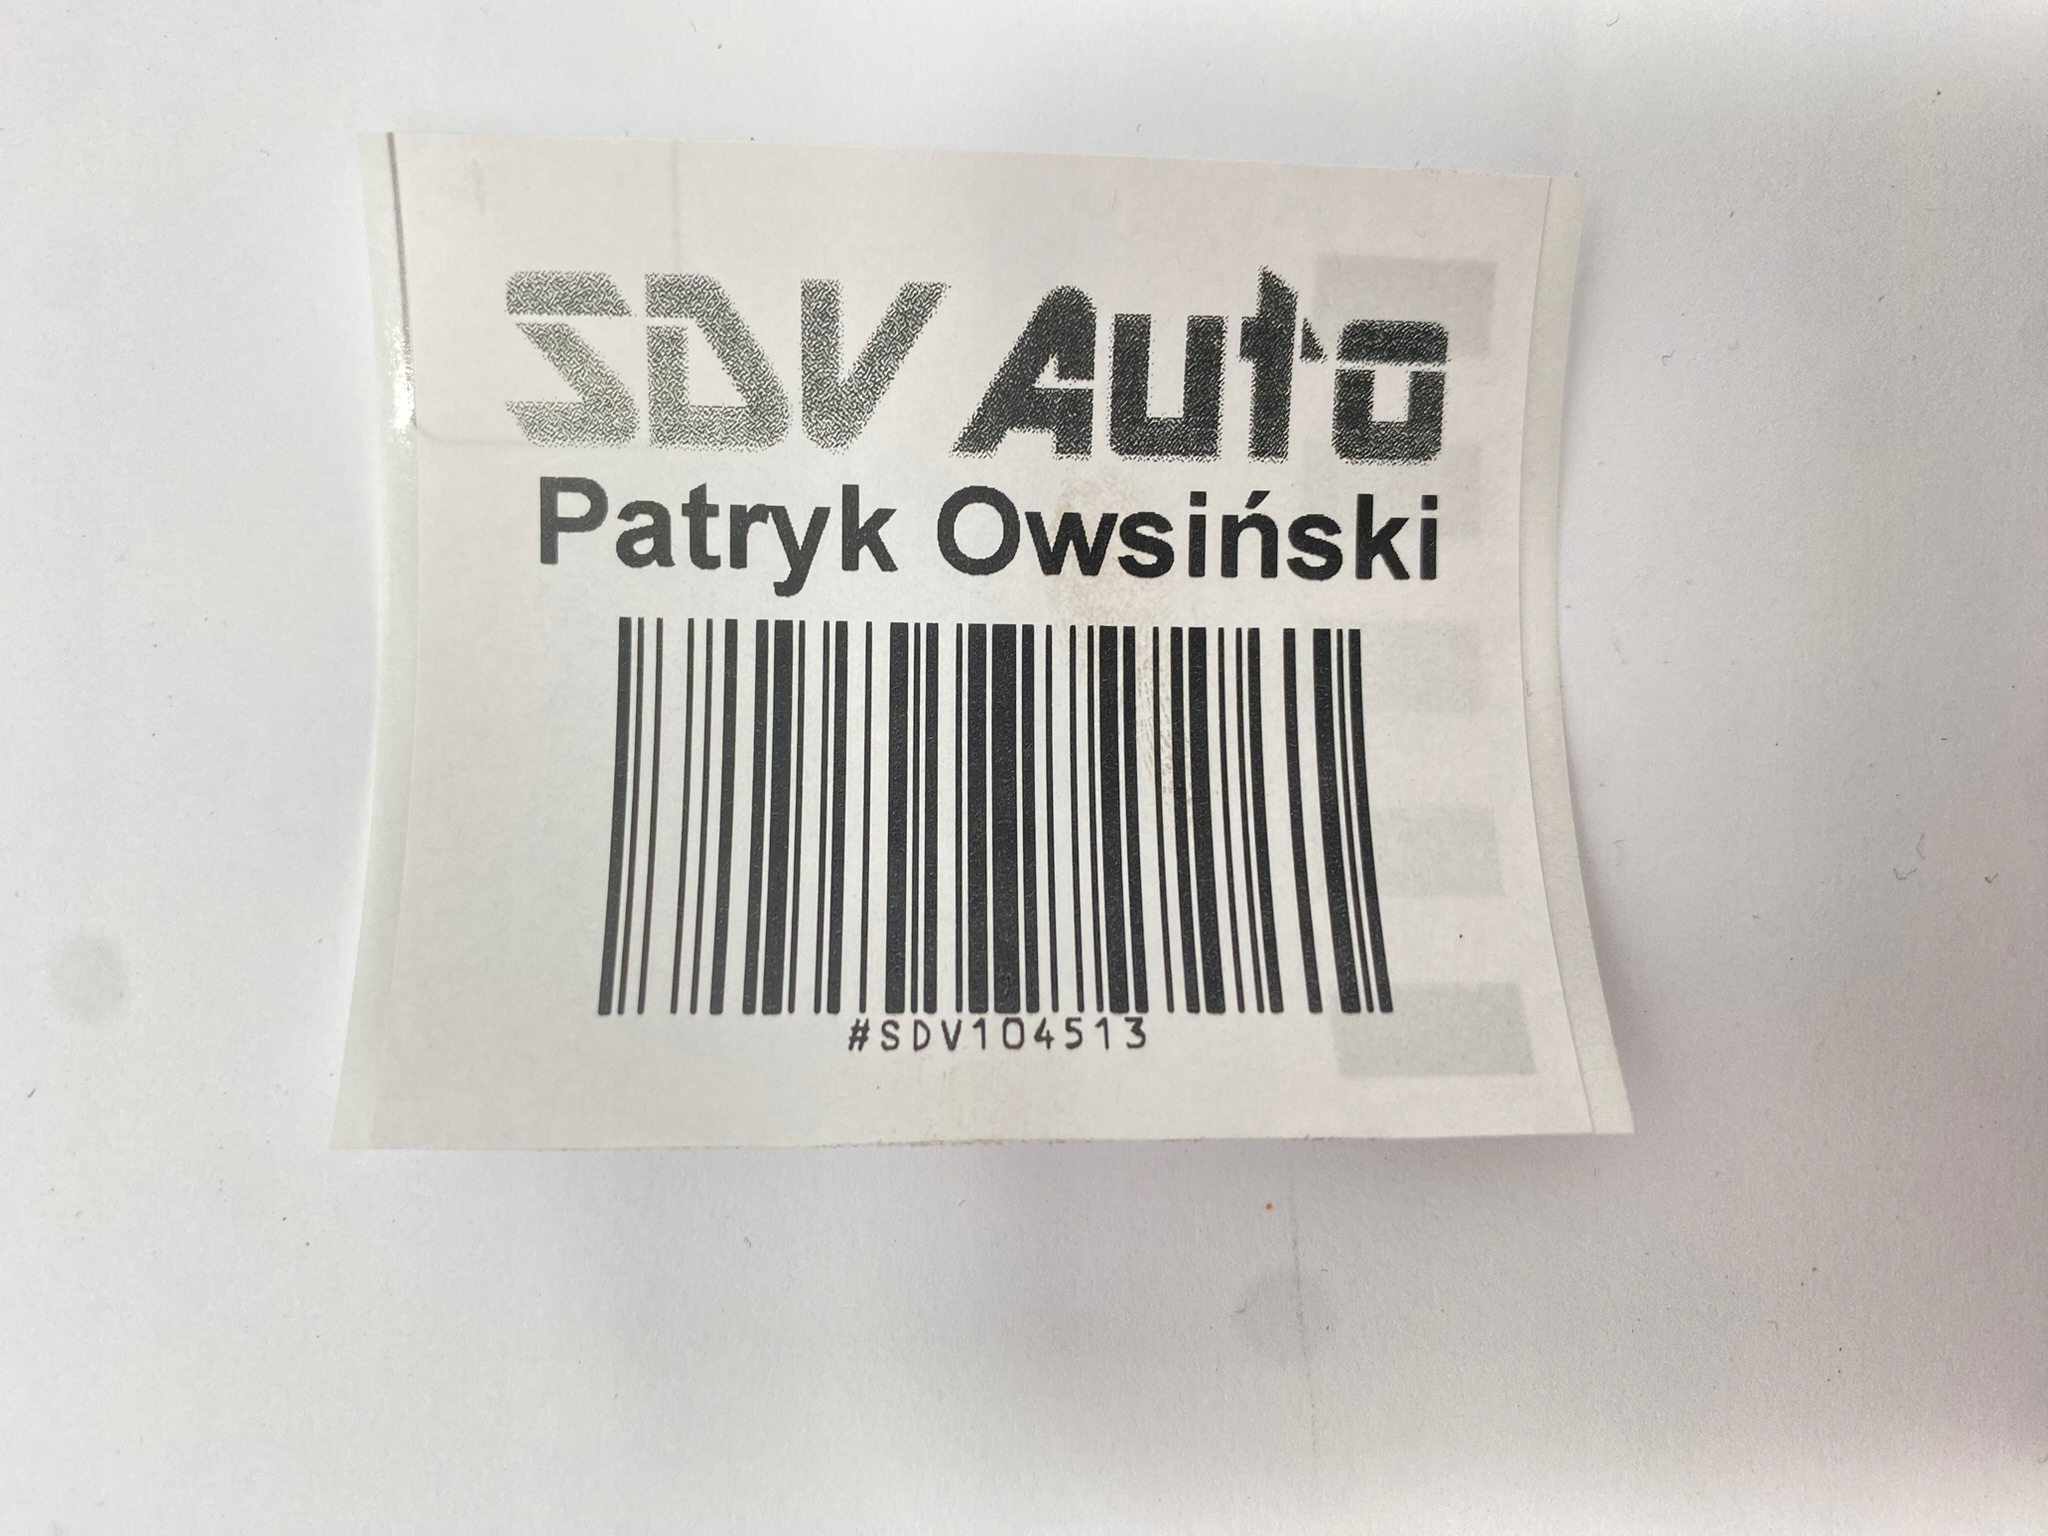 SDV Auto
Patryk Owsiński
#SDV104513